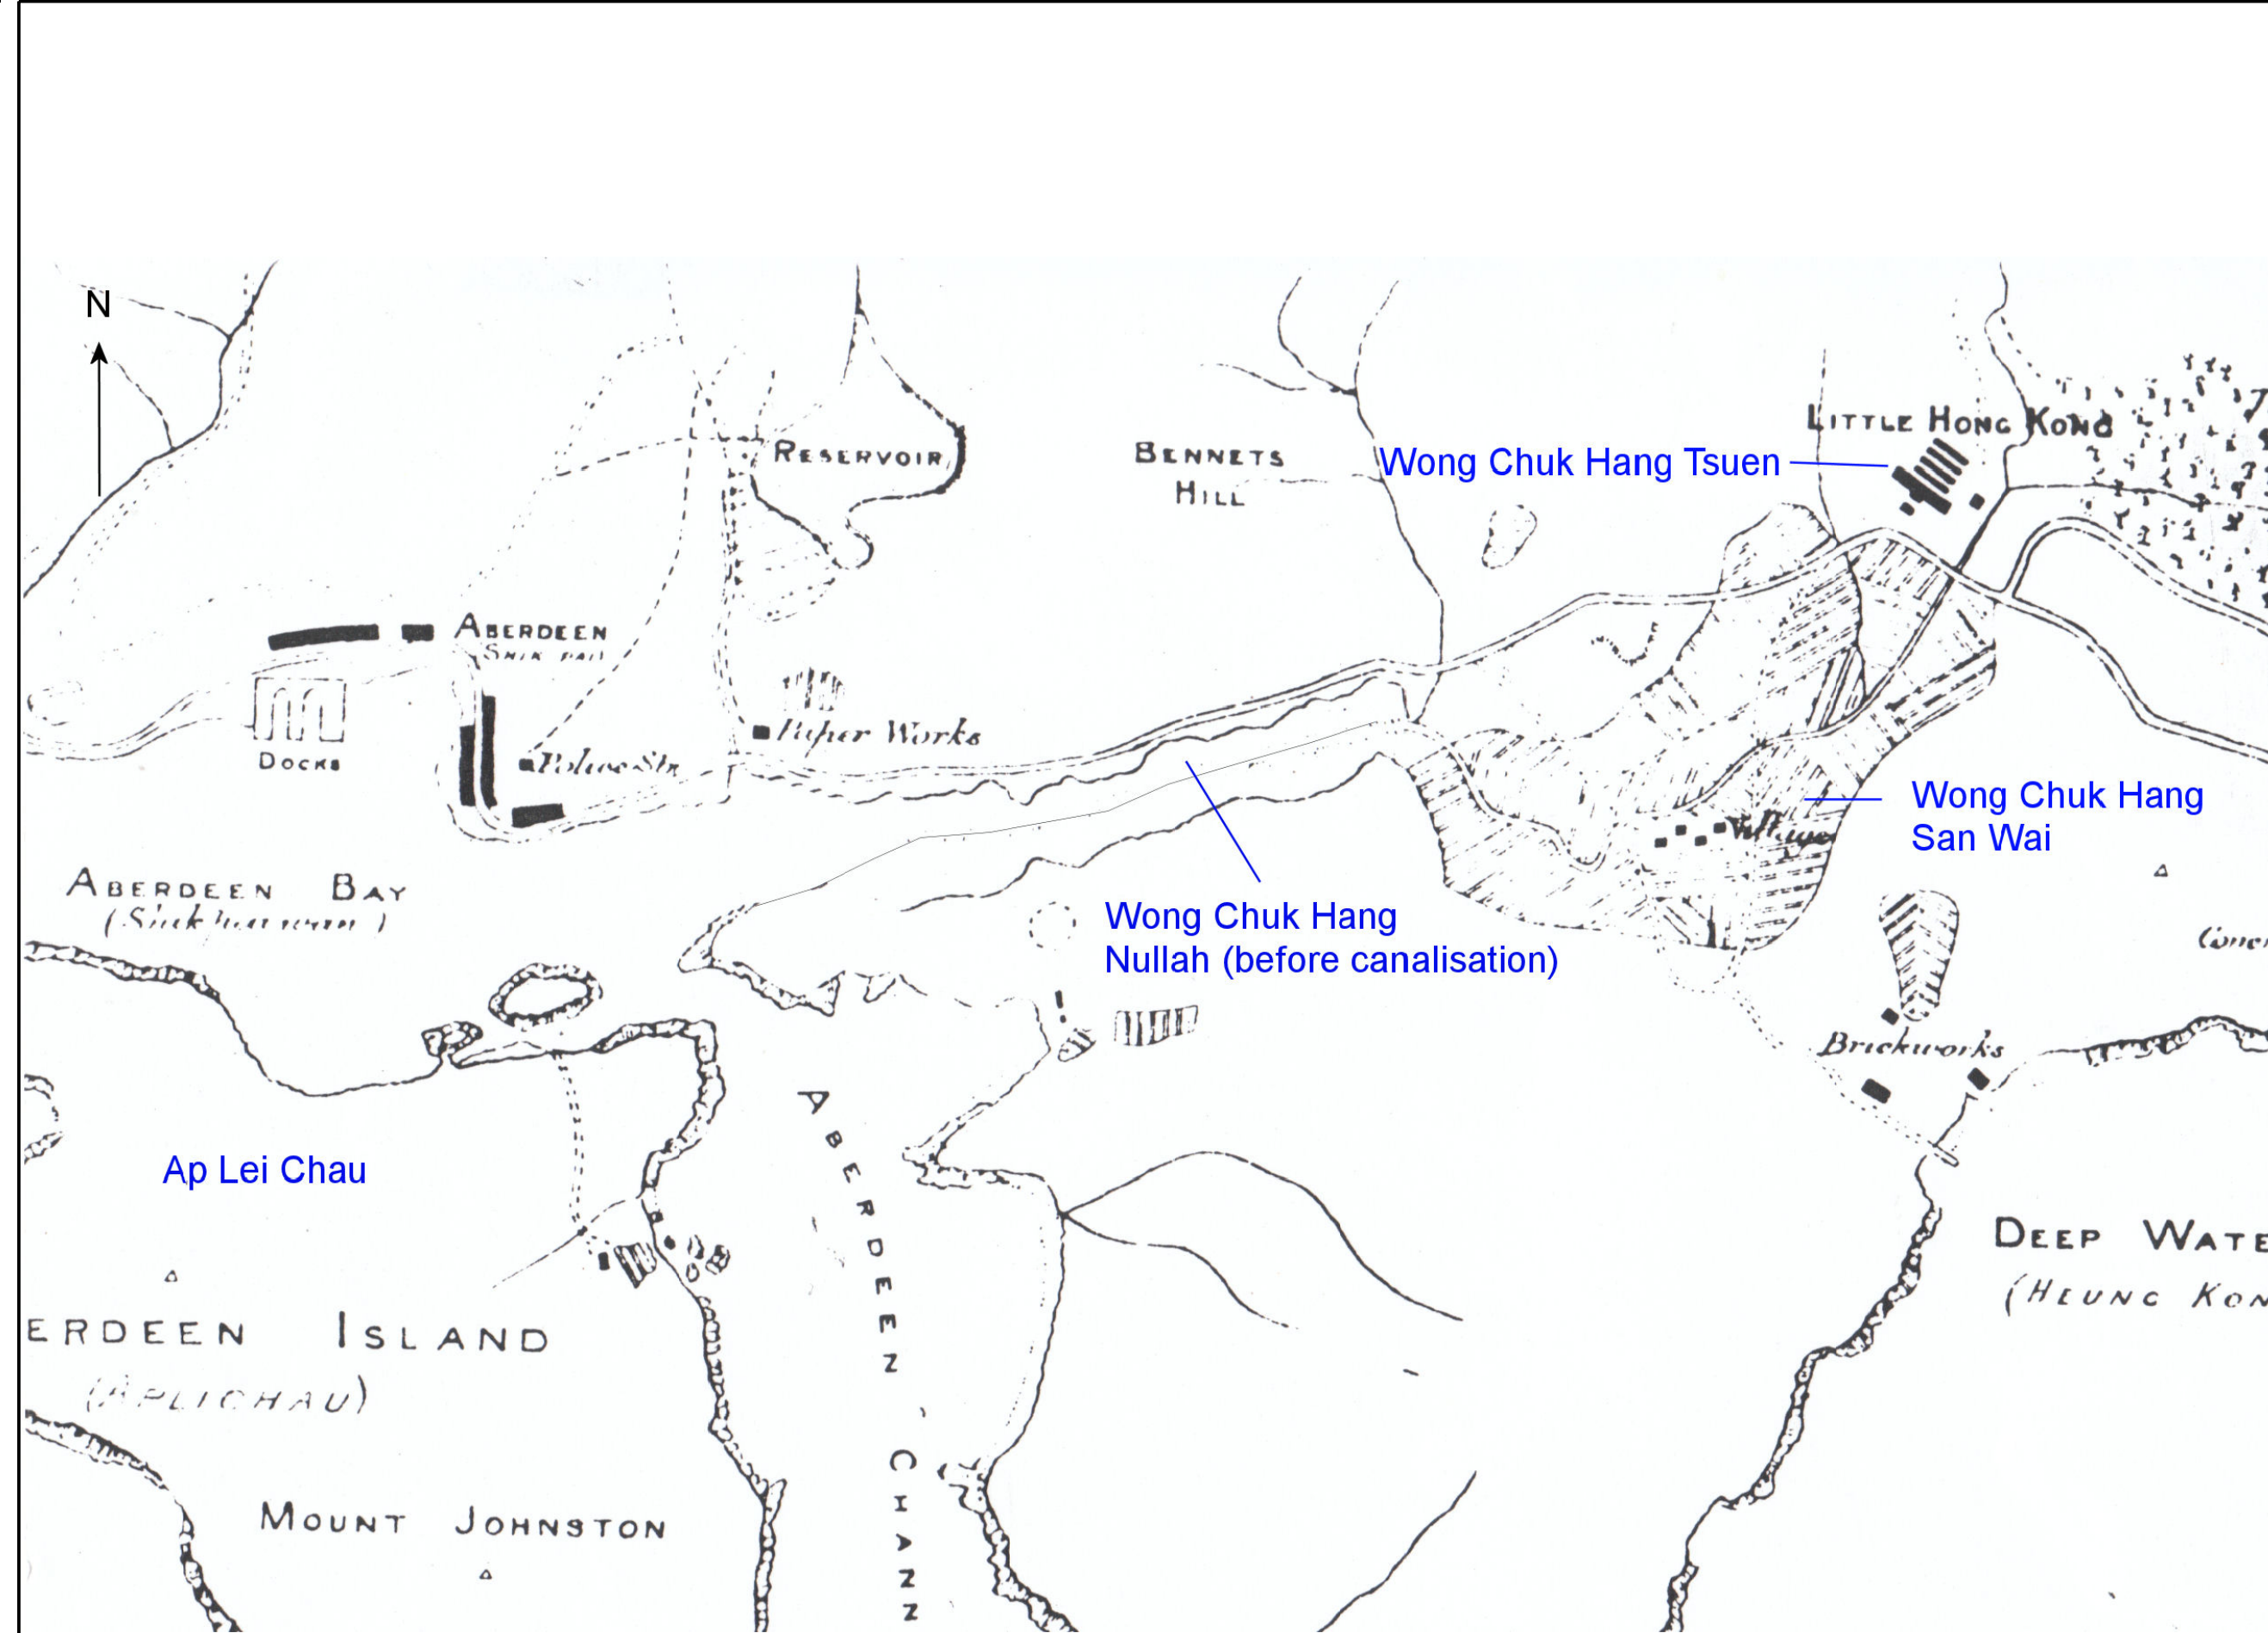 N
LITTLE HONG KONG
RESERVOIR
BENNETS
HILL
Wong Chuk Hang Tsuen
ABERDEEN
Paper Works
Police Stn
DOCKS
Wong Chuk Hang
San Wai
Village
ABERDEEN BAY
Wong Chuk Hang
Nullah (before canalisation)
Brickworks
Ap Lei Chau
ABERDEEN CHANN
DEEP WATE
(HEUNG KON
ERDEEN ISLAND
(APLICHAU)
MOUNT JOHNSTON